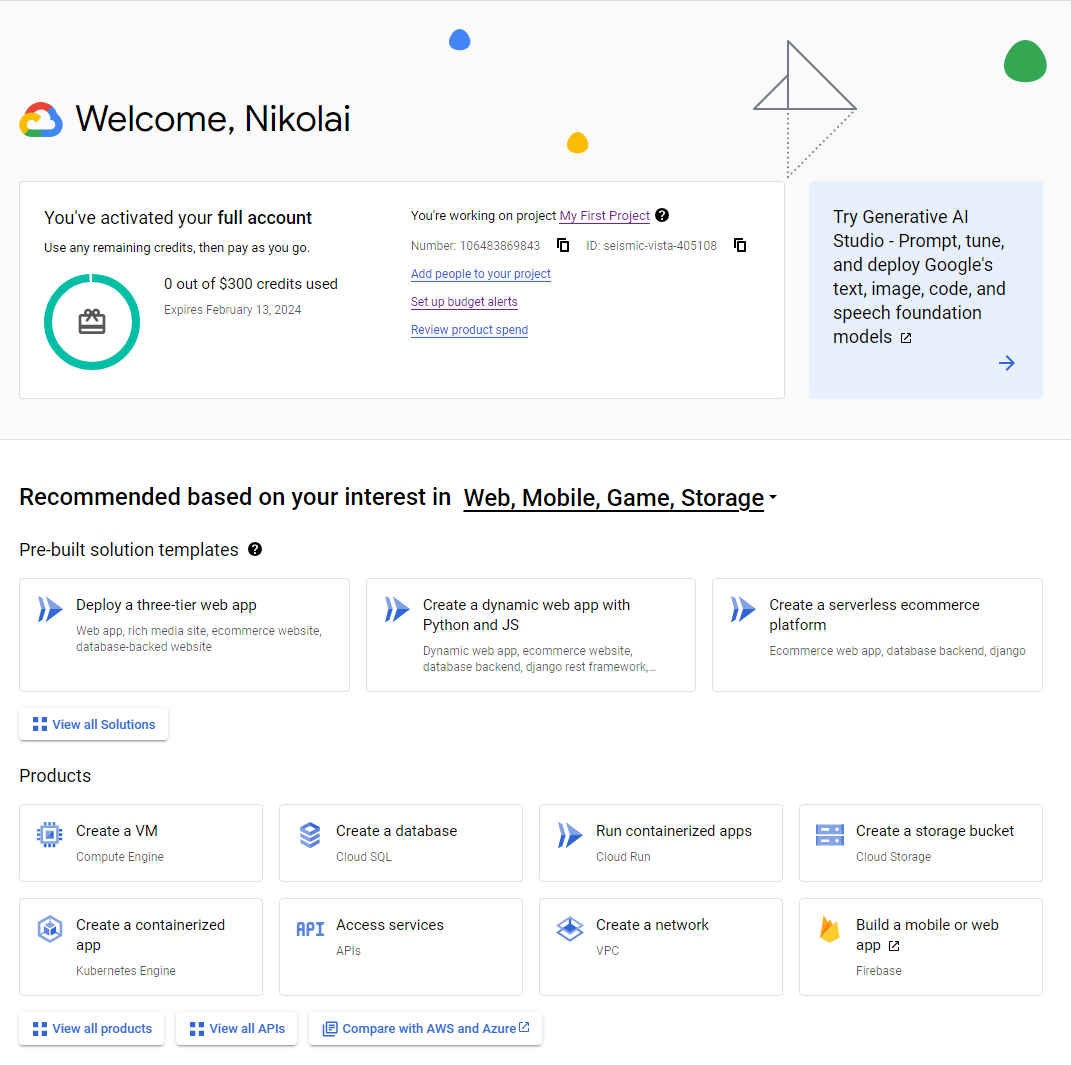 Welcome, Nikolai
You've activated your full account
Use any remaining credits, then pay as you go.
0 out of $300 credits used
Expires February 13, 2024
You're working on project My First Project
Number: 106483869843 ID: seismic-vista-405108
Add people to your project
Set up budget alerts
Review product spend
Try Generative AI
Studio - Prompt, tune,
and deploy Google's
text, image, code, and
speech foundation
models
Recommended based on your interest in Web, Mobile, Game, Storage
Pre-built solution templates
Deploy a three-tier web app
Web app, rich media site, ecommerce website,
database-backed website
Create a dynamic web app with
Python and JS
Dynamic web app, ecommerce website,
database backend, django rest framework,...
Create a serverless ecommerce
platform
Ecommerce web app, database backend, django
View all Solutions
Products
Create a VM
Compute Engine
Create a database
Cloud SQL
Run containerized apps
Cloud Run
Create a storage bucket
Cloud Storage
Create a containerized
app
Kubernetes Engine
API
Access services
APIs
Create a network
VPC
Build a mobile or web
app
Firebase
View all products
View all APIs
Compare with AWS and Azure